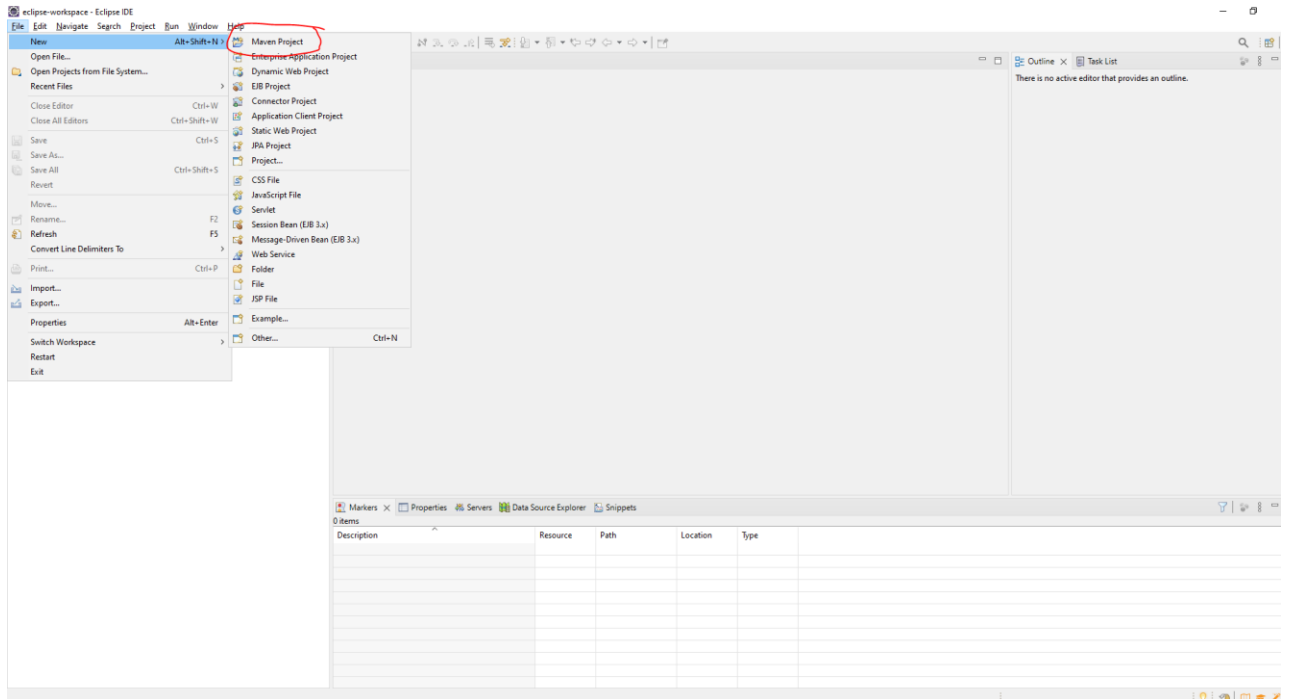 eclipse-workspace - Eclipse IDE
File Edit Navigate Search Project Run Window Help
New Alt+Shift+N >
Open File...
Open Projects from File System...
Recent Files >
Close Editor Ctrl+W
Close All Editors Ctrl+Shift+W
Save Ctrl+S
Save As...
Save All Ctrl+Shift+S
Revert
Move...
Rename... F2
Refresh F5
Convert Line Delimiters To >
Print... Ctrl+P
Import...
Export...
Properties Alt+Enter
Switch Workspace >
Restart
Exit
Maven Project
Enterprise Application Project
Dynamic Web Project
EJB Project
Connector Project
Application Client Project
Static Web Project
JPA Project
Project...
CSS File
JavaScript File
Servlet
Session Bean (EJB 3.x)
Message-Driven Bean (EJB 3.x)
Web Service
Folder
File
JSP File
Example...
Other... Ctrl+N
Outline Task List
There is no active editor that provides an outline.
Markers Properties Servers Data Source Explorer Snippets
0 items
Description Resource Path Location Type